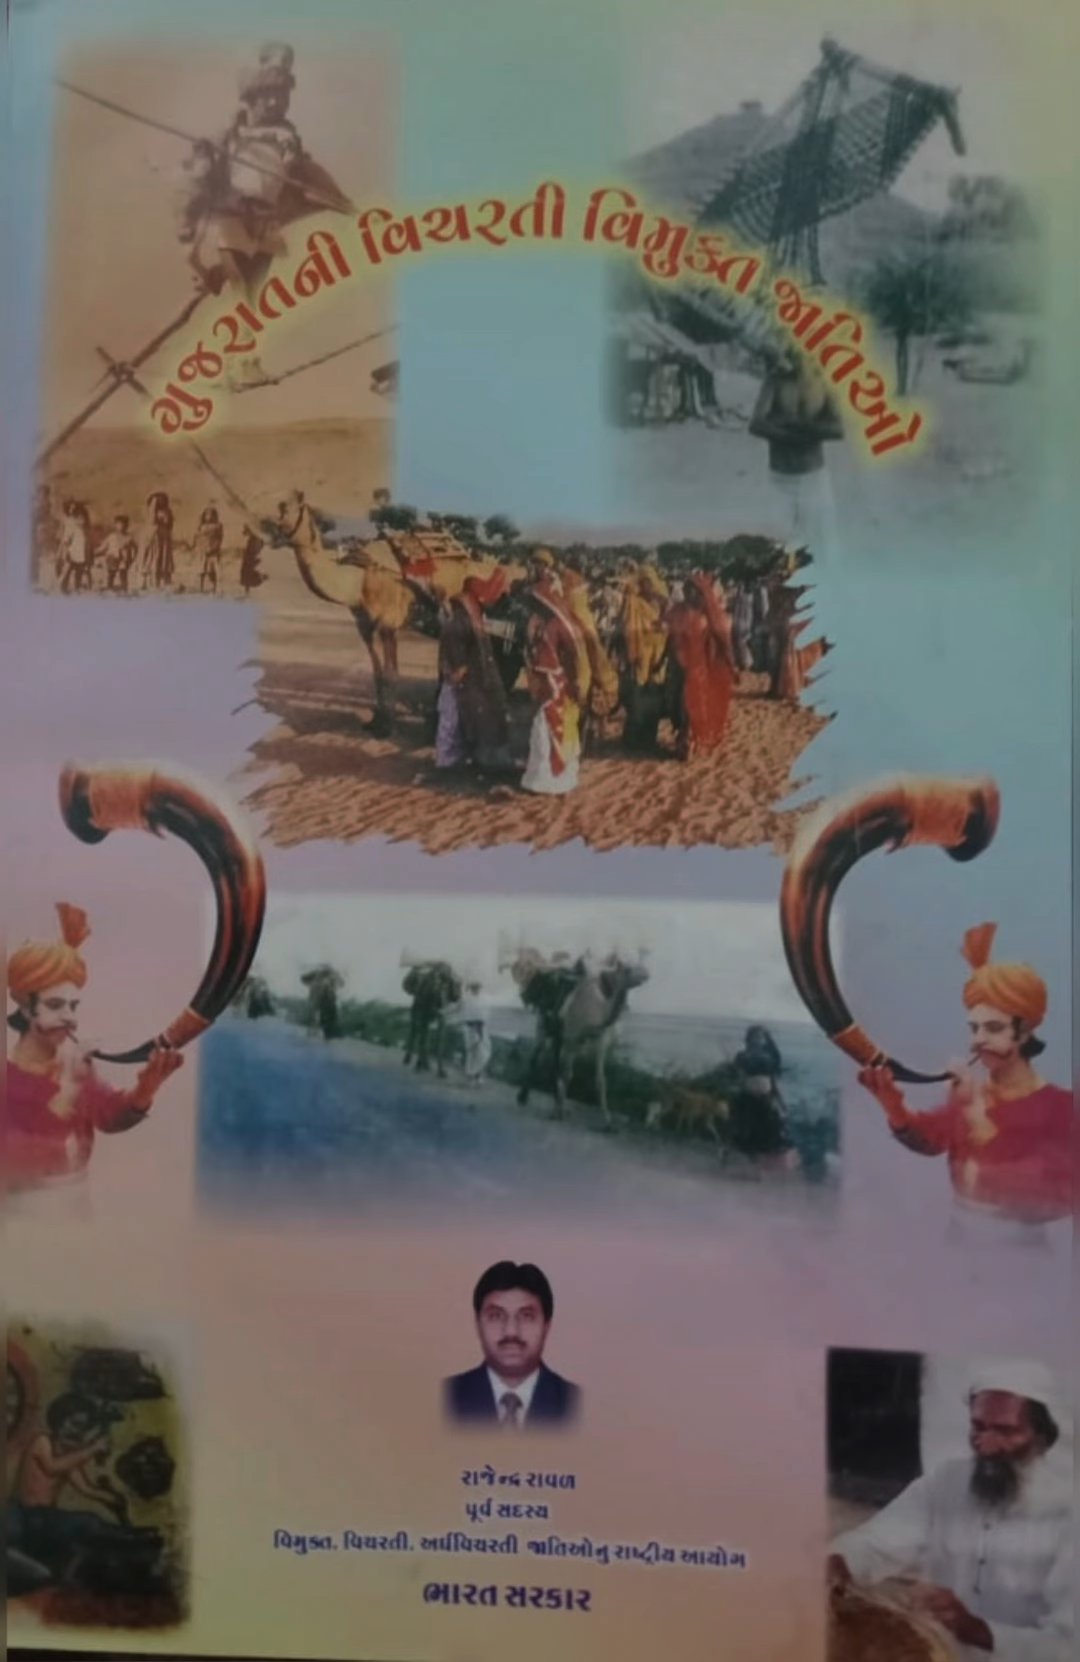 ગુજરાતની વિચરતી વિમુક્ત જાતિઓ
રાજેન્દ્ર રાવળ
પૂર્વ સદસ્ય
વિમુક્ત. વિચરતી. અર્ધવિચરતી જાતિઓનુ રાષ્ટ્રીય આયોગ
ભારત સરકાર